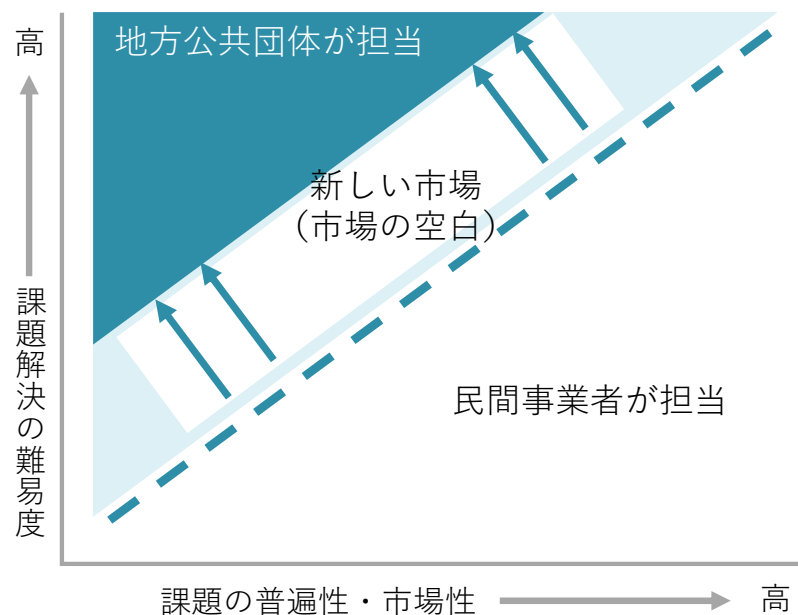 高
地方公共団体が担当
新しい市場
(市場の空白)
課題解決の難易度
民間事業者が担当
課題の普遍性・市場性
高